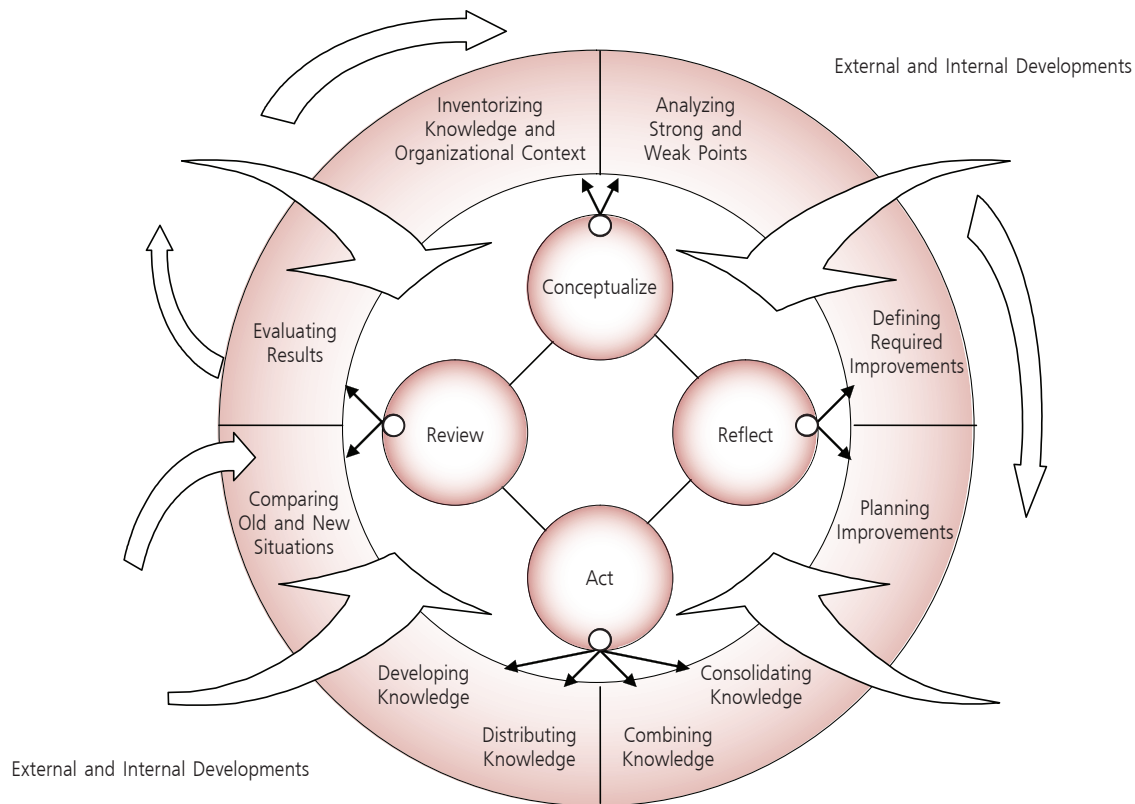 External and Internal Developments
Inventorizing
Knowledge and
Organizational Context
Analyzing
Strong and
Weak Points
Conceptualize
Evaluating
Results
Defining
Required
Improvements
Review
Reflect
Comparing
Old and New
Situations
Planning
Improvements
Act
Developing
Knowledge
Consolidating
Knowledge
Distributing
Knowledge
Combining
Knowledge
External and Internal Developments